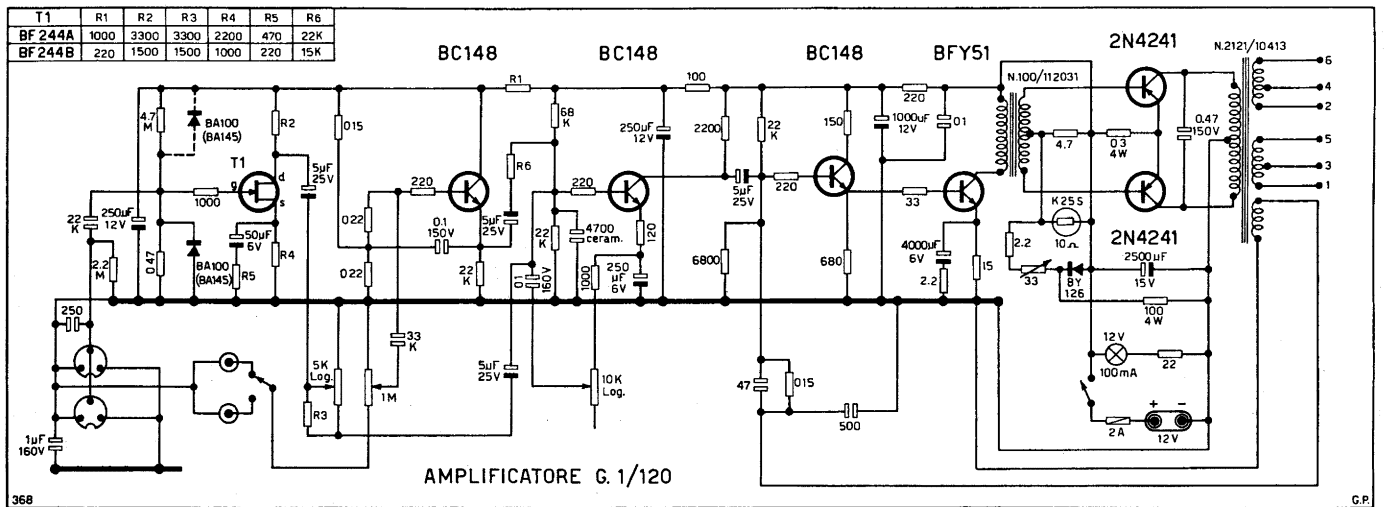 T1 R1 R2 R3 R4 R5 R6
BF 244A 1000 3300 3300 2200 470 22K
BF 244B 220 1500 1500 1000 220 15K
BC148
BC148
BC148
BFY51
2N4241
N.2121/10413
N.100/112031
R1
100
220
6
4
2
5
3
1
4.7 M
BA100 (BA145)
R2
015
68 K
250µF 12V
2200
22 K
150
1000µF 12V
01
4.7
03 4W
0.47 150V
T1
g
d
s
1000
5µF 25V
220
R6
220
5µF 25V
220
33
K25S
10Ω
2N4241
22 K
250µF 12V
2.2 M
0.47
BA100 (BA145)
50µF 6V
R5
R4
022
0.1 150V
022
22 K
5µF 25V
01 160V
22 K
4700 ceram.
1000
120
250 µF 6V
6800
680
4000µF 6V
2.2
15
2.2
33
BY 126
2500µF 15V
100 4W
250
33 K
5K Log.
1M
R3
5µF 25V
10K Log.
47
015
500
12V
100mA
22
2A
+
−
12V
1µF 160V
AMPLIFICATORE G. 1/120
368
G.P.